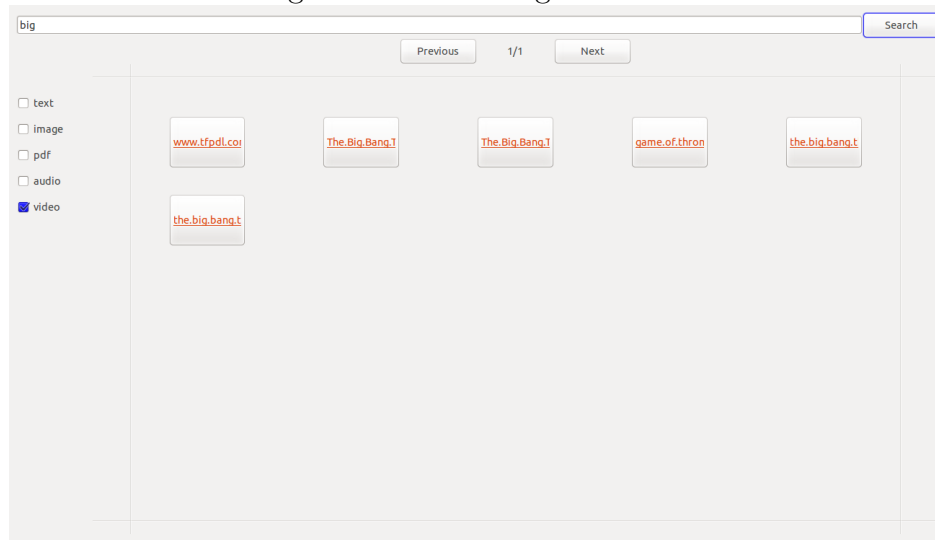 big
Search
Previous 1/1 Next
text
image
pdf
audio
video
www.tfpdl.co
The.Big.Bang.T
The.Big.Bang.T
game.of.thron
the.big.bang.t
the.big.bang.t